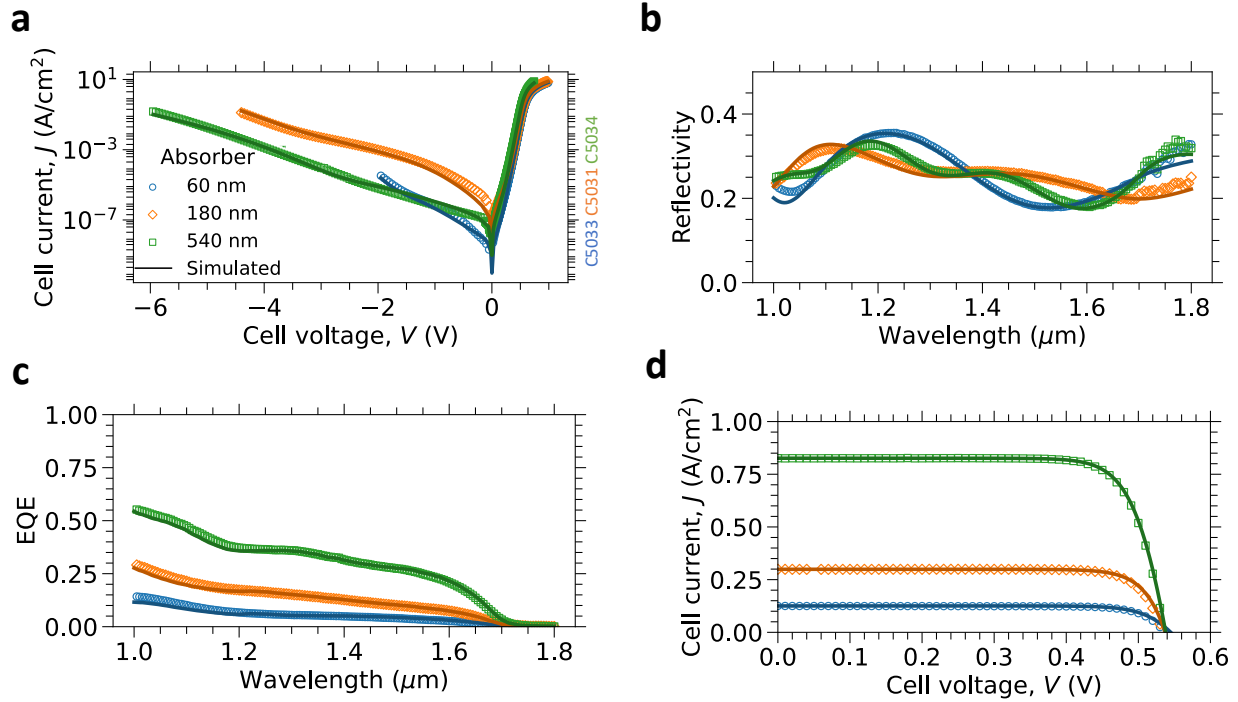 a
Cell current, J (A/cm²)
10¹
10⁻³
10⁻⁷
Absorber
60 nm
180 nm
540 nm
Simulated
−6
−4
−2
0
Cell voltage, V (V)
C5033 C5031 C5034
b
Reflectivity
0.4
0.2
0.0
1.0
1.2
1.4
1.6
1.8
Wavelength (μm)
c
EQE
1.00
0.75
0.50
0.25
0.00
1.0
1.2
1.4
1.6
1.8
Wavelength (μm)
d
Cell current, J (A/cm²)
1.00
0.75
0.50
0.25
0.00
0.0
0.1
0.2
0.3
0.4
0.5
0.6
Cell voltage, V (V)